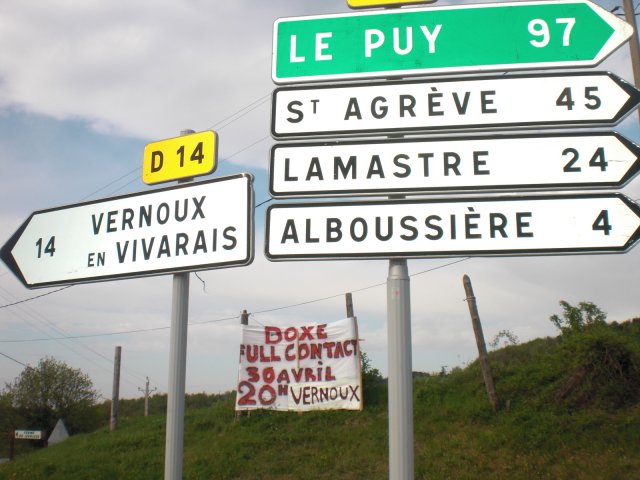 LE PUY 97
ST AGRÈVE 45
LAMASTRE 24
ALBOUSSIÈRE 4
D 14
14 VERNOUX
EN VIVARAIS
DOXE
FULL CONTACT
30 AVRIL
20H VERNOUX